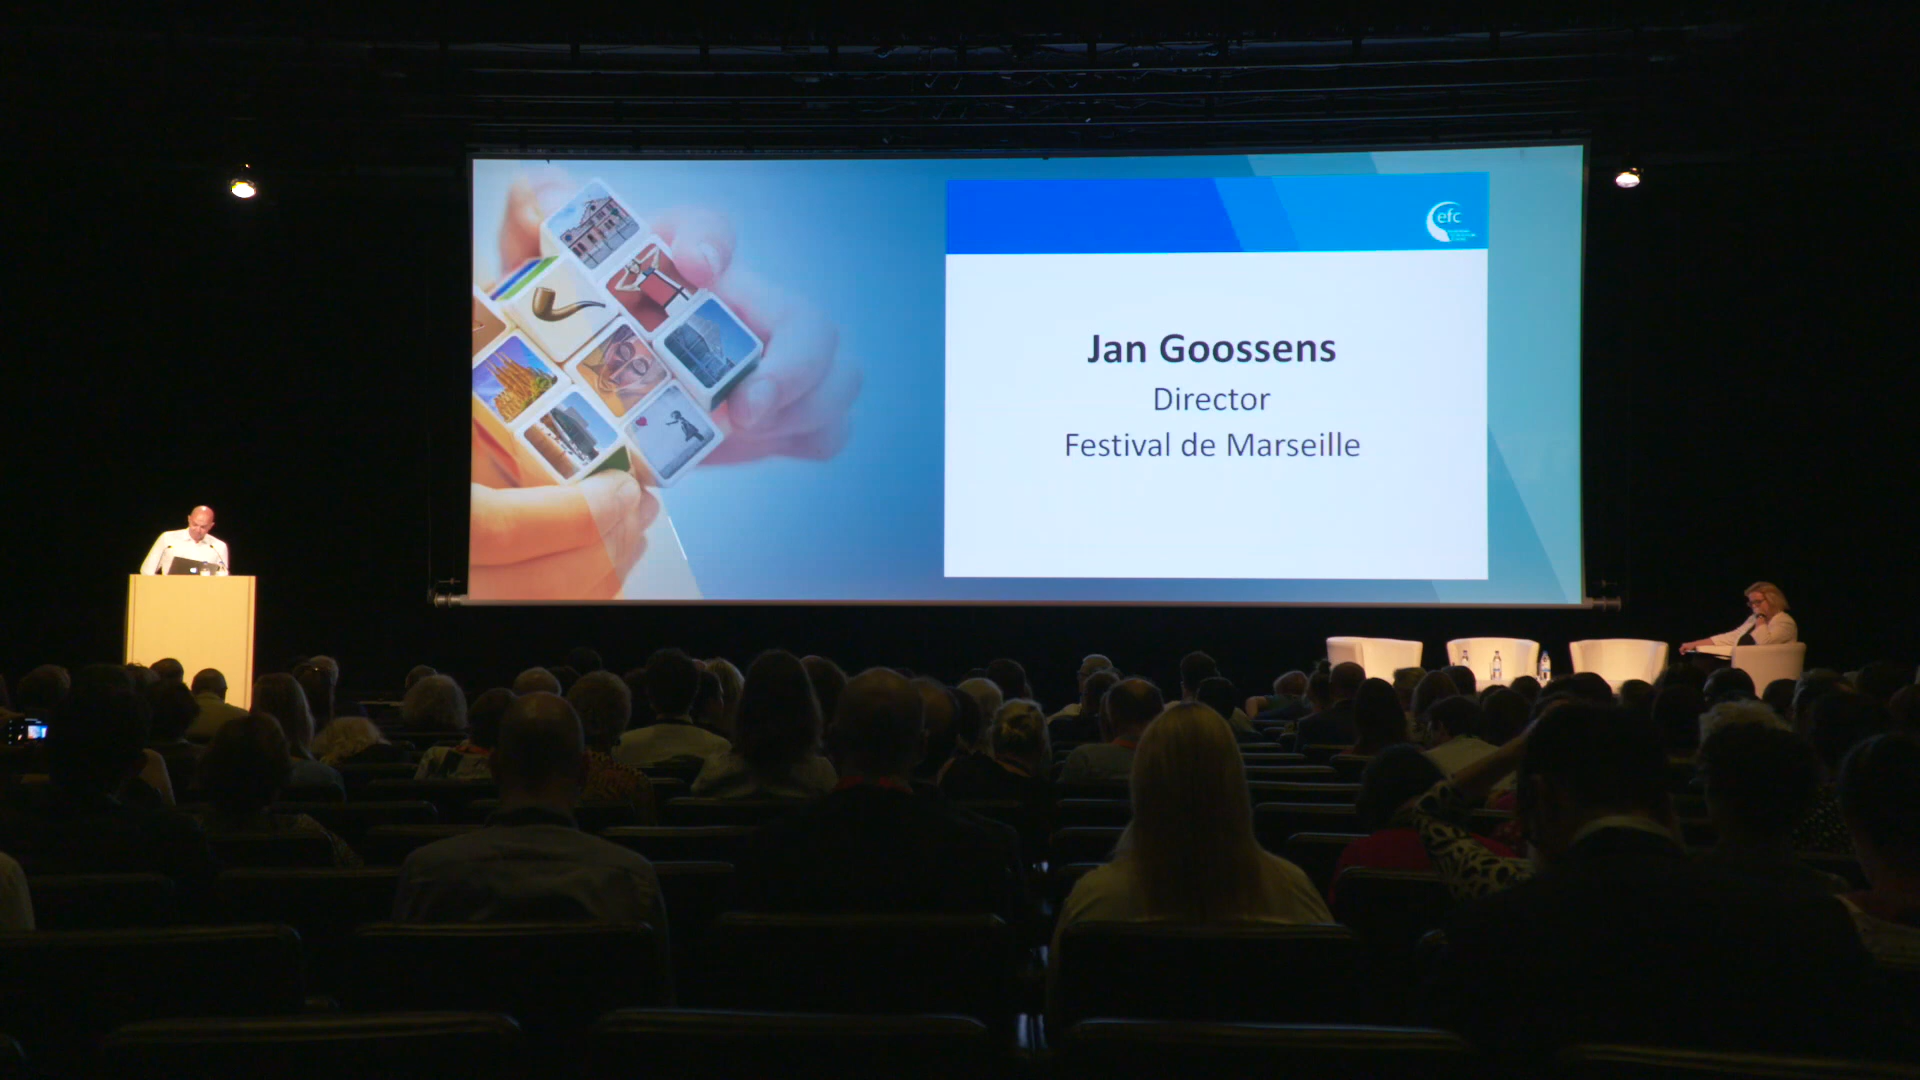 efc
Jan Goossens
Director
Festival de Marseille